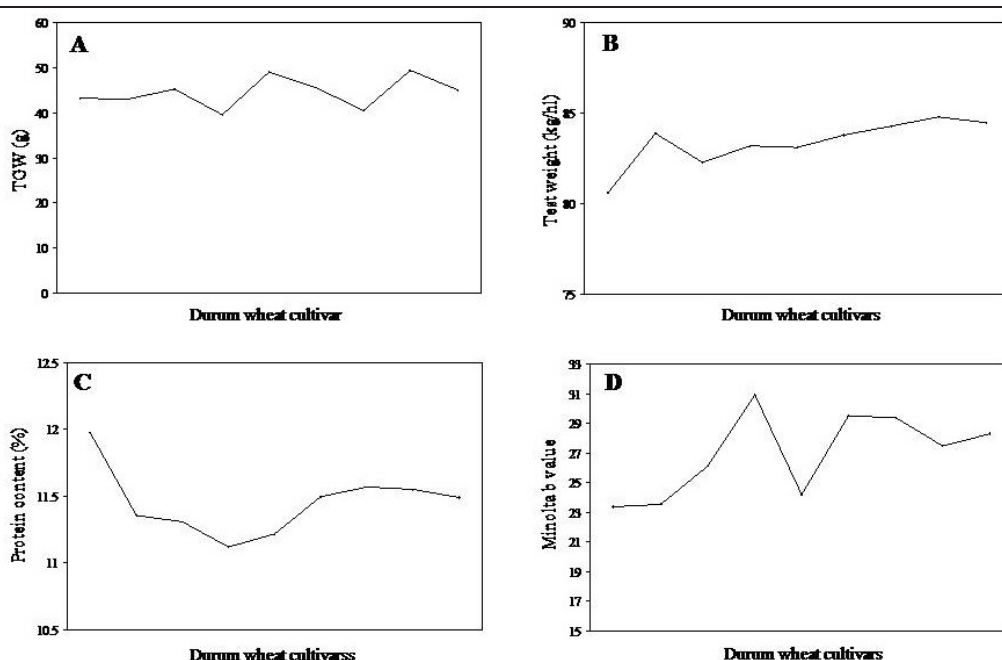 A
TGW (g)
60
50
40
30
20
10
0
Durum wheat cultivar
B
Test weight (kg/hl)
90
85
80
75
Durum wheat cultivars
C
Protein content (%)
12.5
12
11.5
11
10.5
Durum wheat cultivarss
D
Minolta b value
33
31
29
27
25
23
21
19
17
15
Durum wheat cultivars